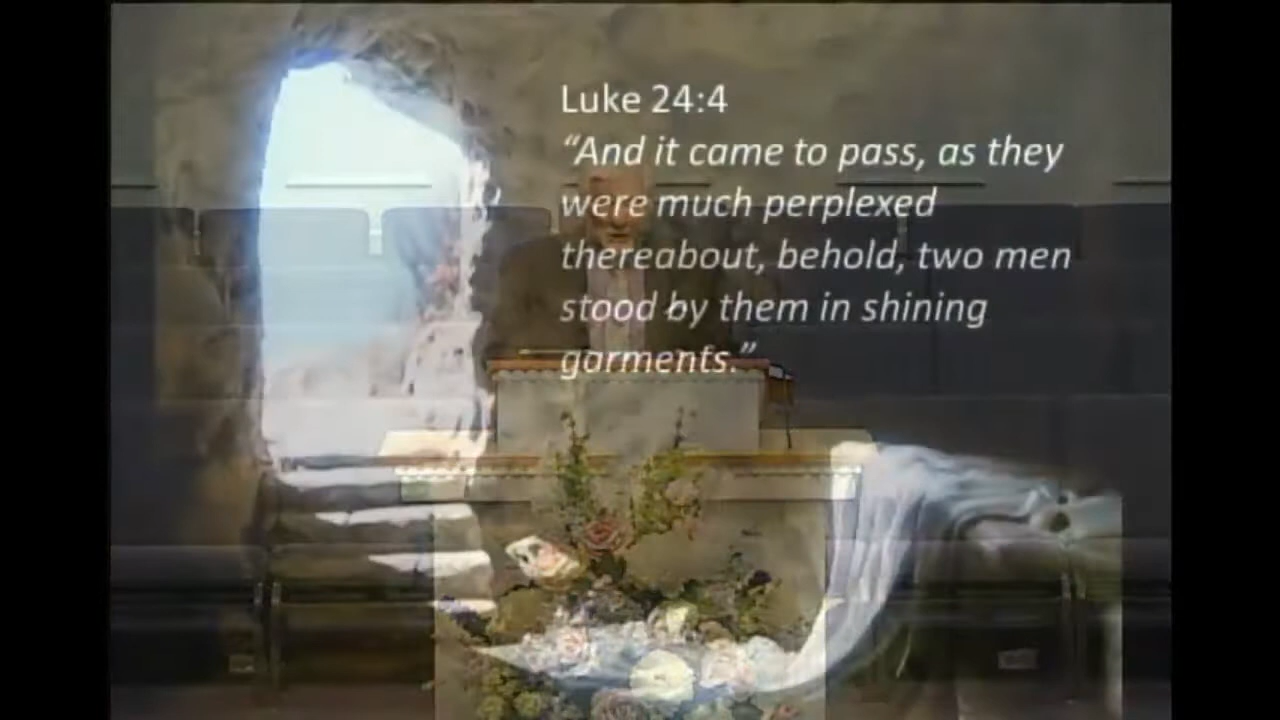 Luke 24:4
“And it came to pass, as they
were much perplexed
thereabout, behold, two men
stood by them in shining
garments.”